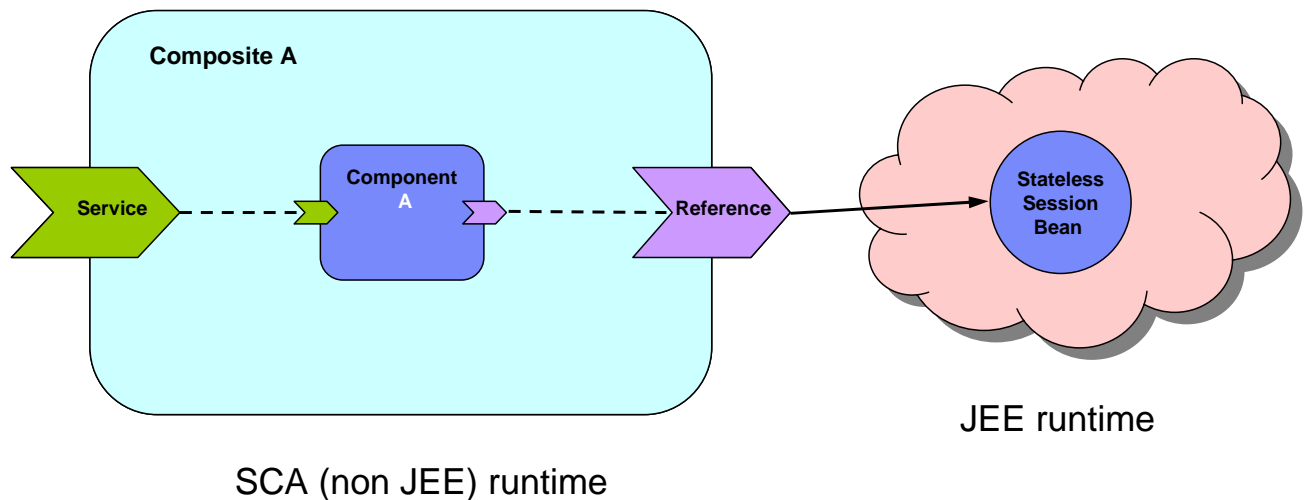 Composite A
Service
Component
A
Reference
Stateless
Session
Bean
JEE runtime
SCA (non JEE) runtime